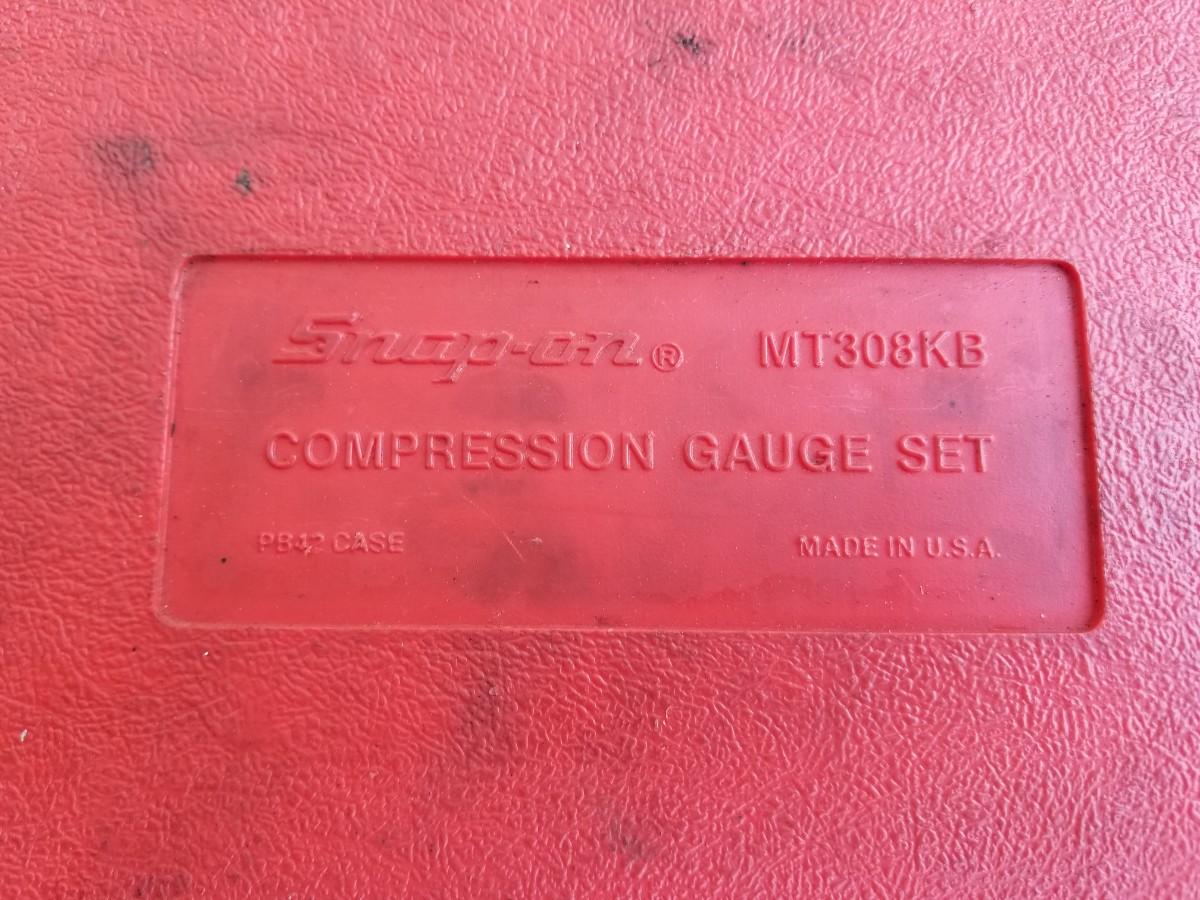 Snap-on® MT308KB
COMPRESSION GAUGE SET
PB42 CASE MADE IN U.S.A.